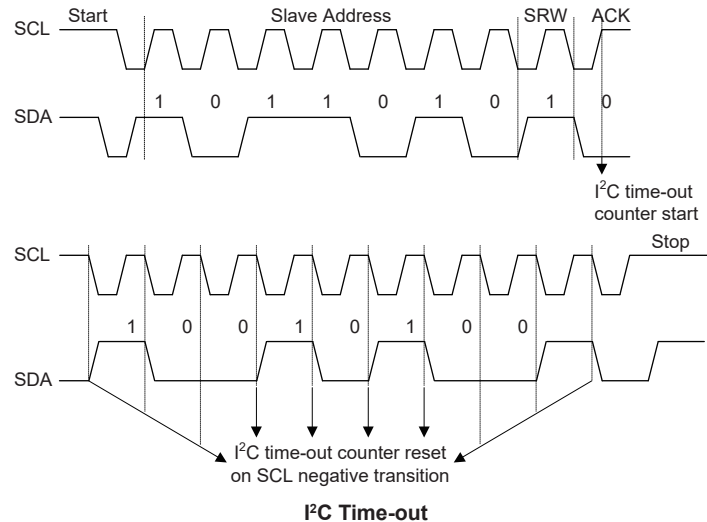 Start Slave Address SRW ACK
SCL
1 0 1 1 0 1 0 1 0
SDA
I²C time-out
counter start
Stop
SCL
1 0 0 1 0 1 0 0
SDA
I²C time-out counter reset
on SCL negative transition
I²C Time-out